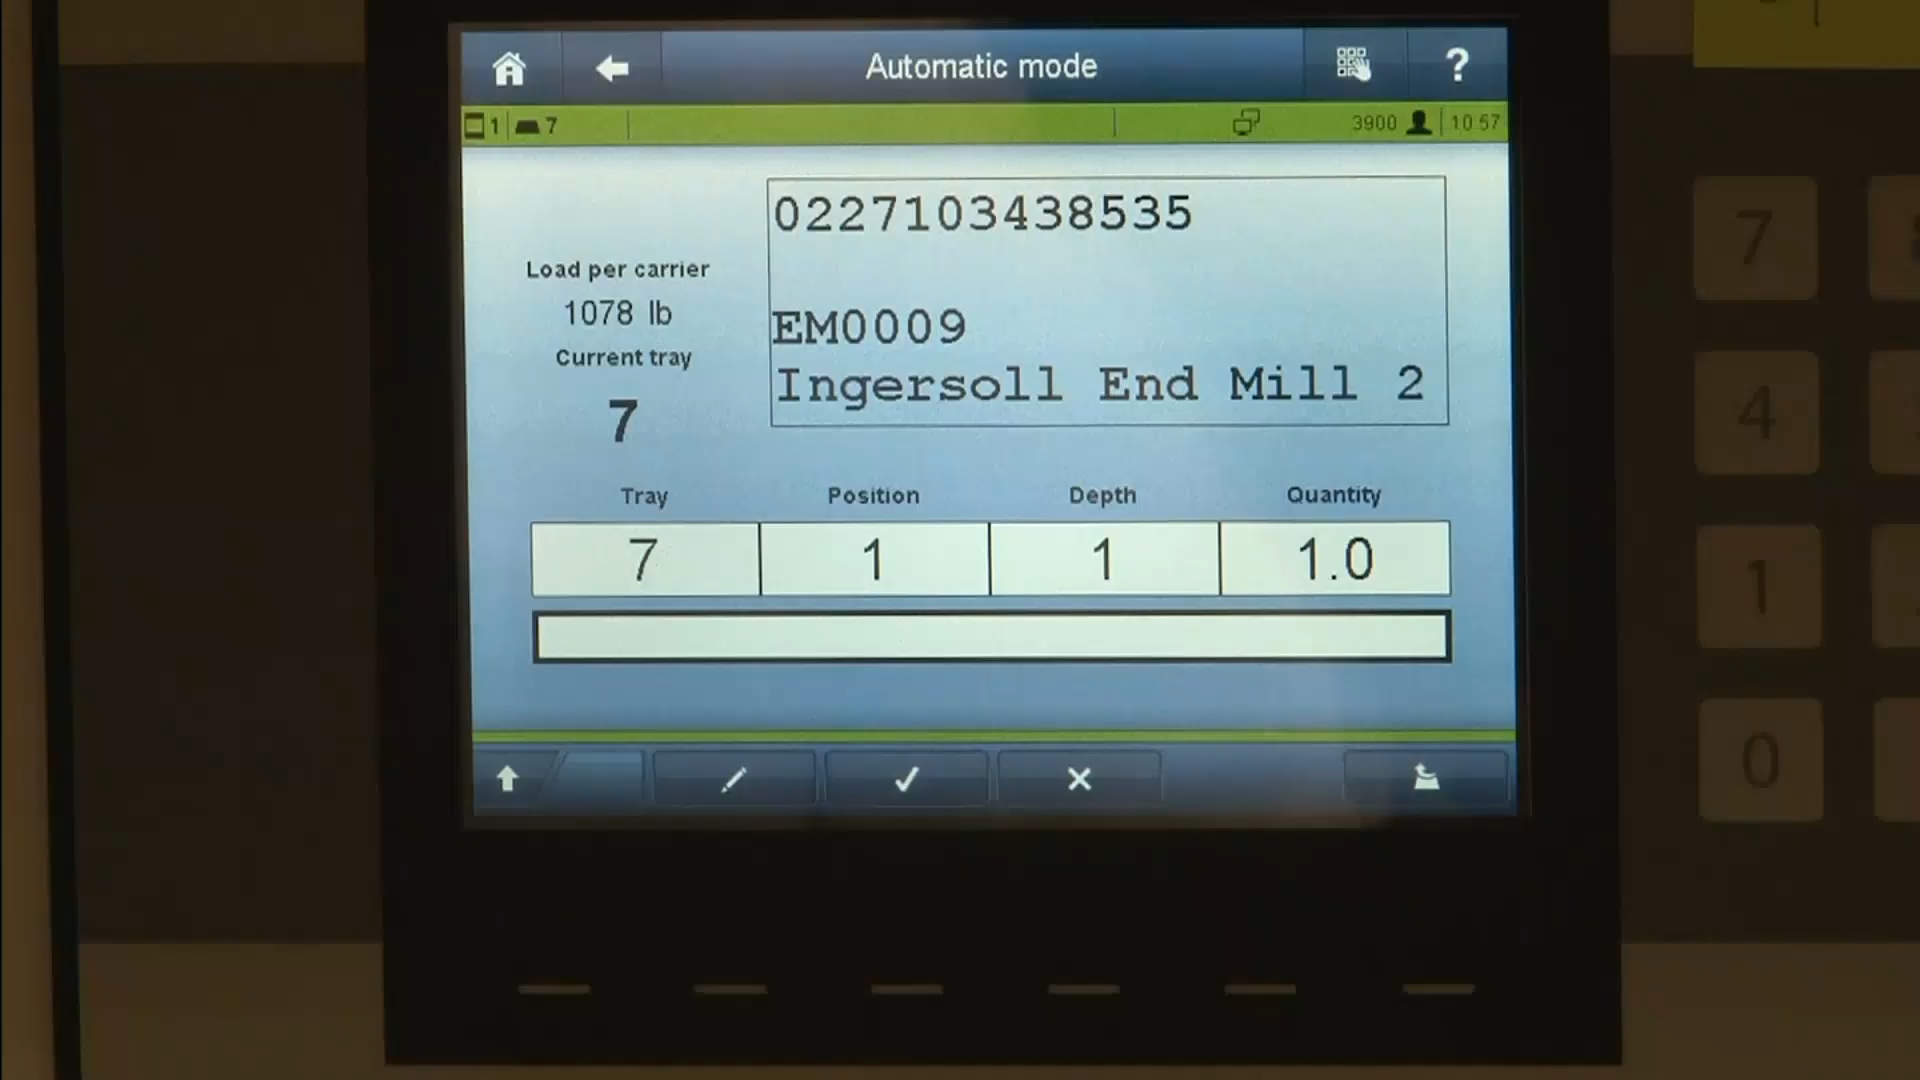 Automatic mode
?
1 7 3900 10 57
0227103438535
Load per carrier
1078 lb
EM0009
Current tray
Ingersoll End Mill 2
7
Tray Position Depth Quantity
7 1 1 1.0
7
4
1
0